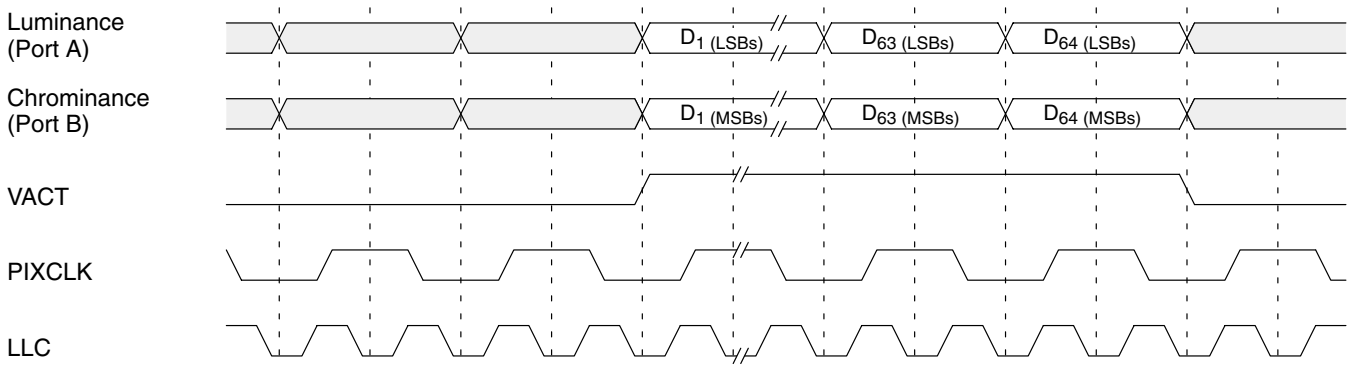 Luminance
(Port A)
D1 (LSBs) D63 (LSBs) D64 (LSBs)
Chrominance
(Port B)
D1 (MSBs) D63 (MSBs) D64 (MSBs)
VACT
PIXCLK
LLC